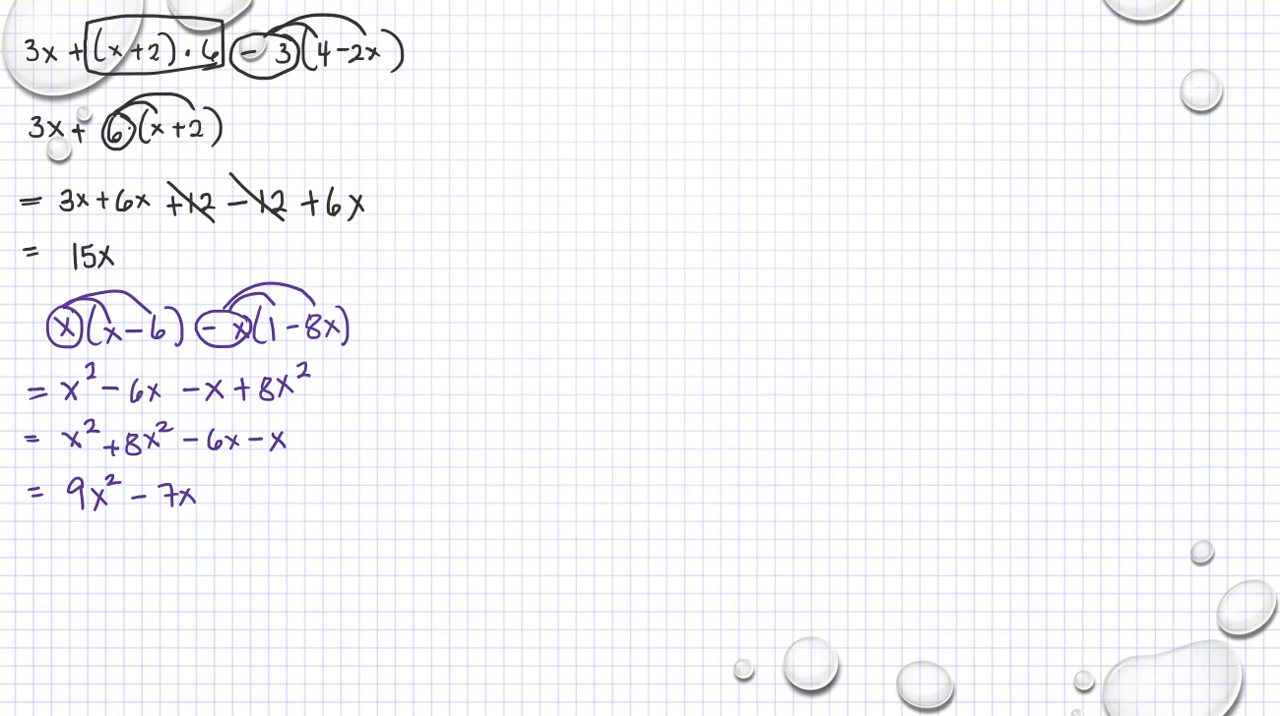 3x + (x+2) · 6 - 3(4-2x)
3x + 6·(x+2)
= 3x + 6x +12 -12 + 6x
= 15x
x(x-6) - x(1-8x)
= x² - 6x - x + 8x²
= x² + 8x² - 6x - x
= 9x² - 7x